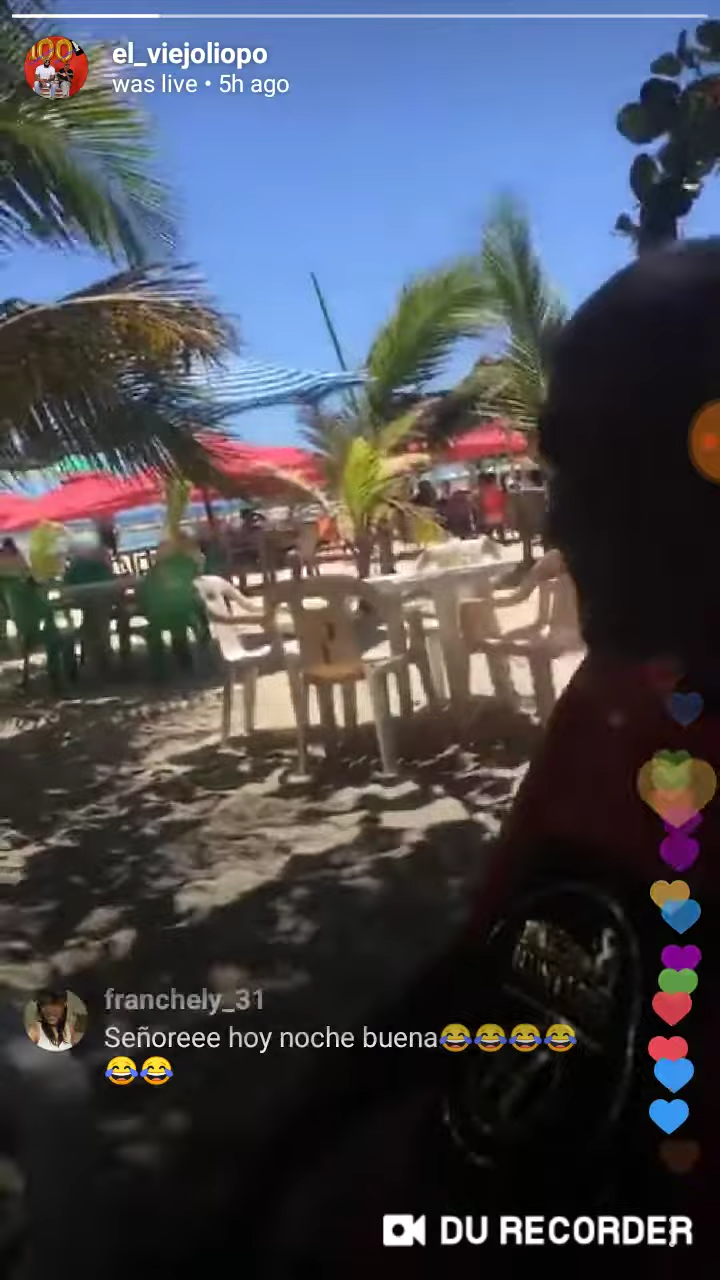 el_viejoliopo
was live • 5h ago
franchely_31
Señoreee hoy noche buena😂😂😂😂
😂😂
DU RECORDER